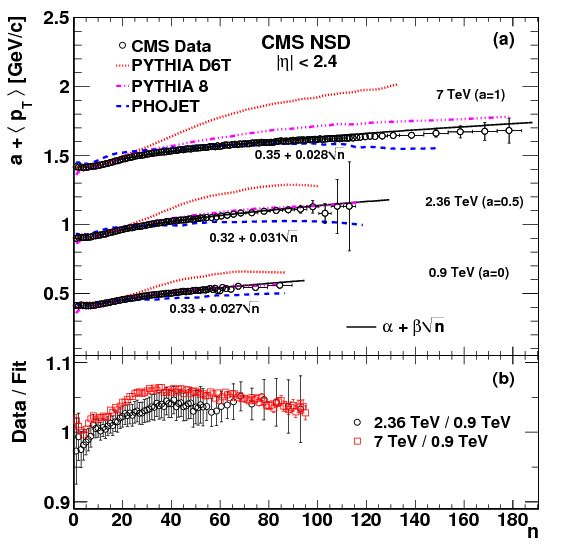 (a)
CMS NSD
|η| < 2.4
CMS Data
PYTHIA D6T
PYTHIA 8
PHOJET
a + ⟨ p_T ⟩ [GeV/c]
2.5
2
1.5
1
0.5
7 TeV (a=1)
0.35 + 0.028√n
2.36 TeV (a=0.5)
0.32 + 0.031√n
0.9 TeV (a=0)
0.33 + 0.027√n
α + β√n
(b)
Data / Fit
1.1
1
0.9
2.36 TeV / 0.9 TeV
7 TeV / 0.9 TeV
0 20 40 60 80 100 120 140 160 180
n